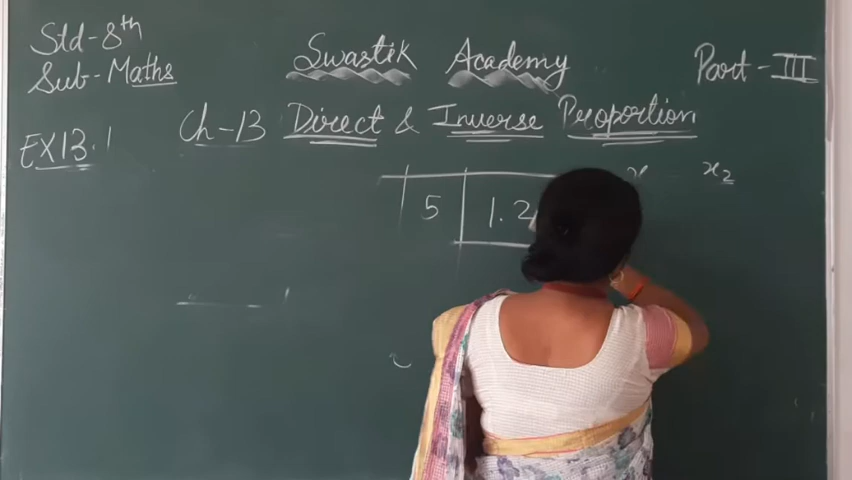 Std-8th
Sub-Maths
Swastik Academy
Part-III
Ch-13 Direct & Inverse Proportion
EX13.1
x2
5 1.2